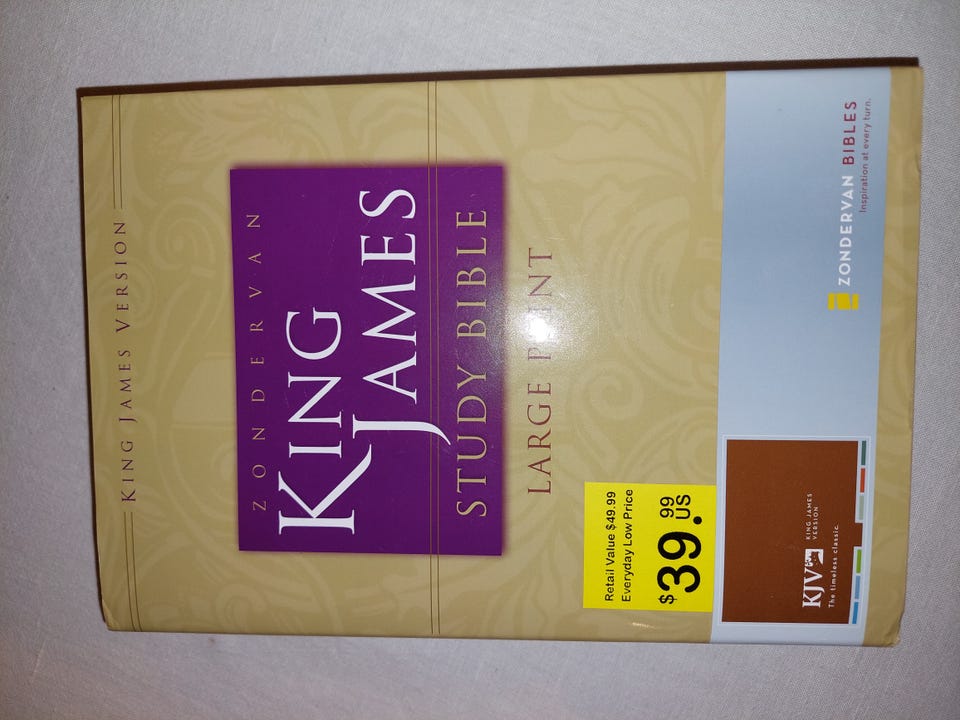 KING JAMES VERSION
ZONDERVAN
KING
JAMES
STUDY BIBLE
LARGE PRINT
Retail Value $49.99
Everyday Low Price
$39.99 US
KJV KING JAMES VERSION
The timeless classic.
ZONDERVAN BIBLES
Inspiration at every turn.